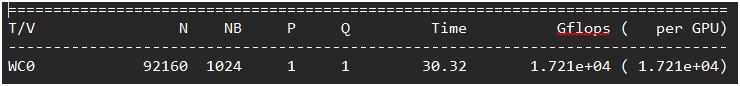 ================================================================================
T/V                N    NB     P     Q         Time          Gflops (   per GPU)
--------------------------------------------------------------------------------
WC0            92160  1024     1     1        30.32       1.721e+04 ( 1.721e+04)